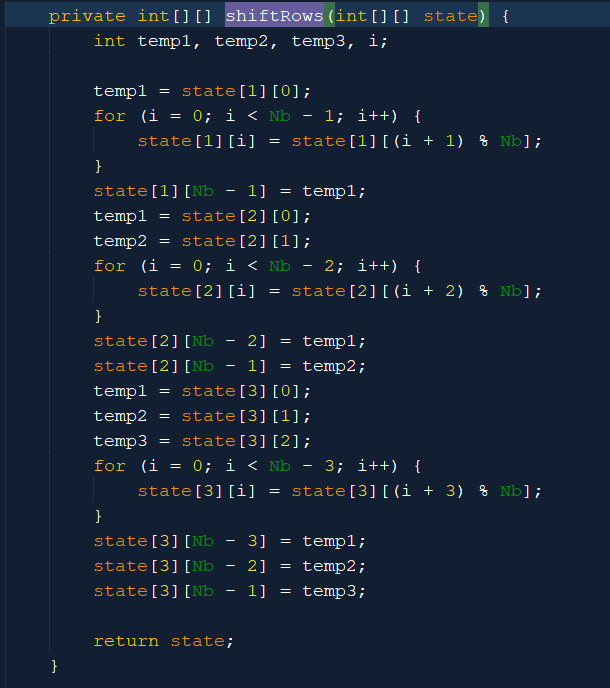 private int[][] shiftRows(int[][] state) {
    int temp1, temp2, temp3, i;

    temp1 = state[1][0];
    for (i = 0; i < Nb - 1; i++) {
        state[1][i] = state[1][(i + 1) % Nb];
    }
    state[1][Nb - 1] = temp1;
    temp1 = state[2][0];
    temp2 = state[2][1];
    for (i = 0; i < Nb - 2; i++) {
        state[2][i] = state[2][(i + 2) % Nb];
    }
    state[2][Nb - 2] = temp1;
    state[2][Nb - 1] = temp2;
    temp1 = state[3][0];
    temp2 = state[3][1];
    temp3 = state[3][2];
    for (i = 0; i < Nb - 3; i++) {
        state[3][i] = state[3][(i + 3) % Nb];
    }
    state[3][Nb - 3] = temp1;
    state[3][Nb - 2] = temp2;
    state[3][Nb - 1] = temp3;

    return state;
}